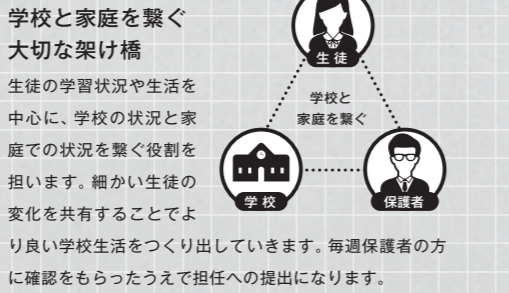 学校と家庭を繋ぐ
大切な架け橋
生徒の学習状況や生活を
中心に、学校の状況と家
庭での状況を繋ぐ役割を
担います。細かい生徒の
変化を共有することでよ
り良い学校生活をつくり出していきます。毎週保護者の方
に確認をもらったうえで担任への提出になります。
生徒
学校と
家庭を繋ぐ
学校
保護者